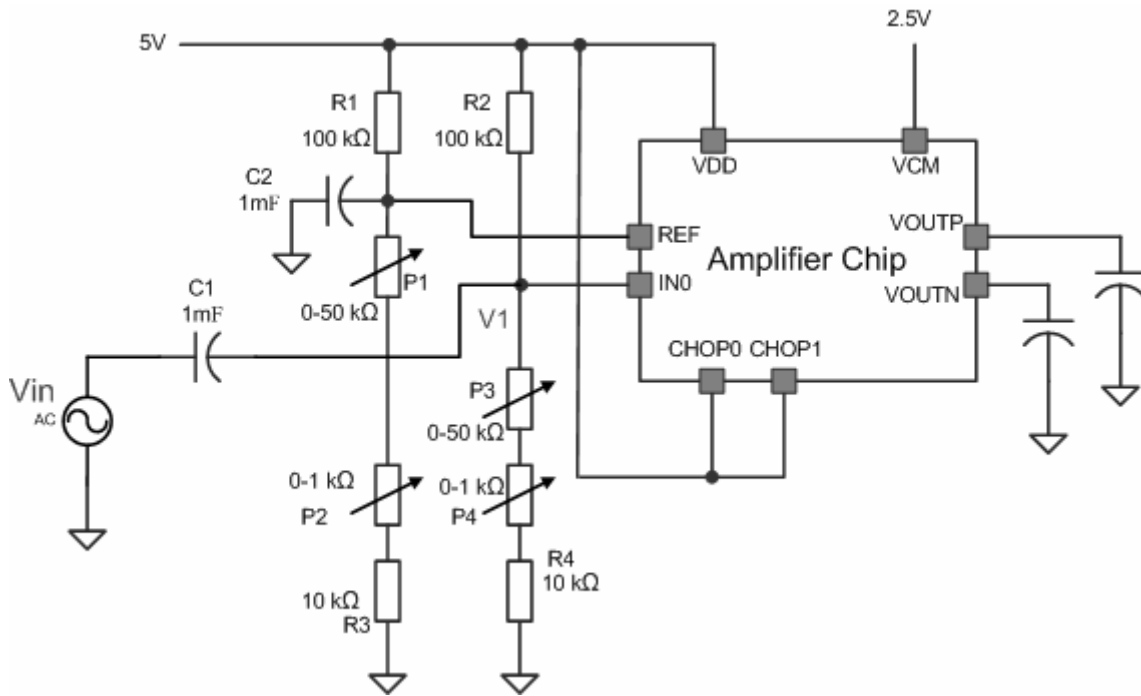 2.5V
5V
R1
100 kΩ
R2
100 kΩ
VDD
VCM
C2
1mF
REF
VOUTP
Amplifier Chip
IN0
VOUTN
P1
0-50 kΩ
C1
1mF
V1
CHOP0
CHOP1
Vin
AC
P3
0-50 kΩ
0-1 kΩ
P2
0-1 kΩ
P4
10 kΩ
R3
R4
10 kΩ